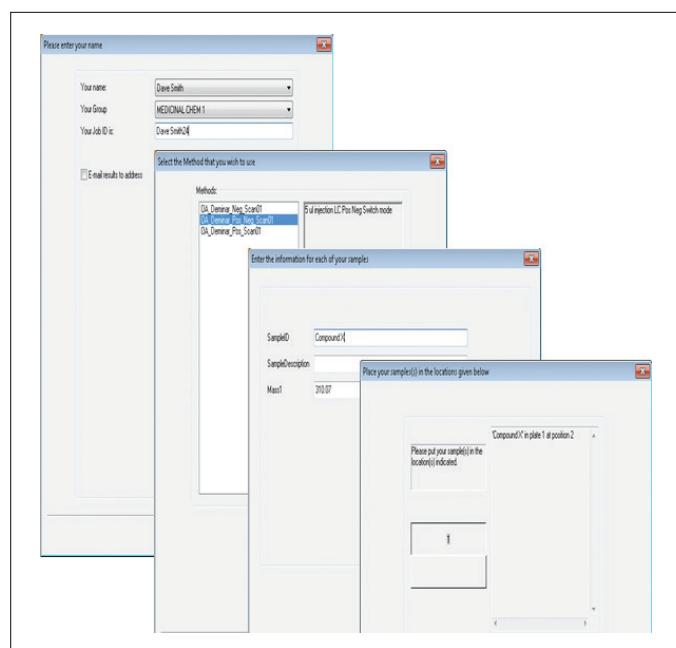 Please enter your name
Your name:
Dave Smith
Your Group
MEDICINAL CHEM 1
Your Job ID is:
Dave Smith24
E-mail results to address
Select the Method that you wish to use
Methods:
OA_Deminar_Neg_Scan01
OA_Deminar_Pos_Neg_Scan01
OA_Deminar_Pos_Scan01
5 ul injection LC Pos Neg Switch mode
Enter the information for each of your samples
SampleID
Compound X
SampleDescription
Mass1
310.07
Place your samples(s) in the locations given below
Please put your sample(s) in the
location(s) indicated.
'Compound X' in plate 1 at position 2
1